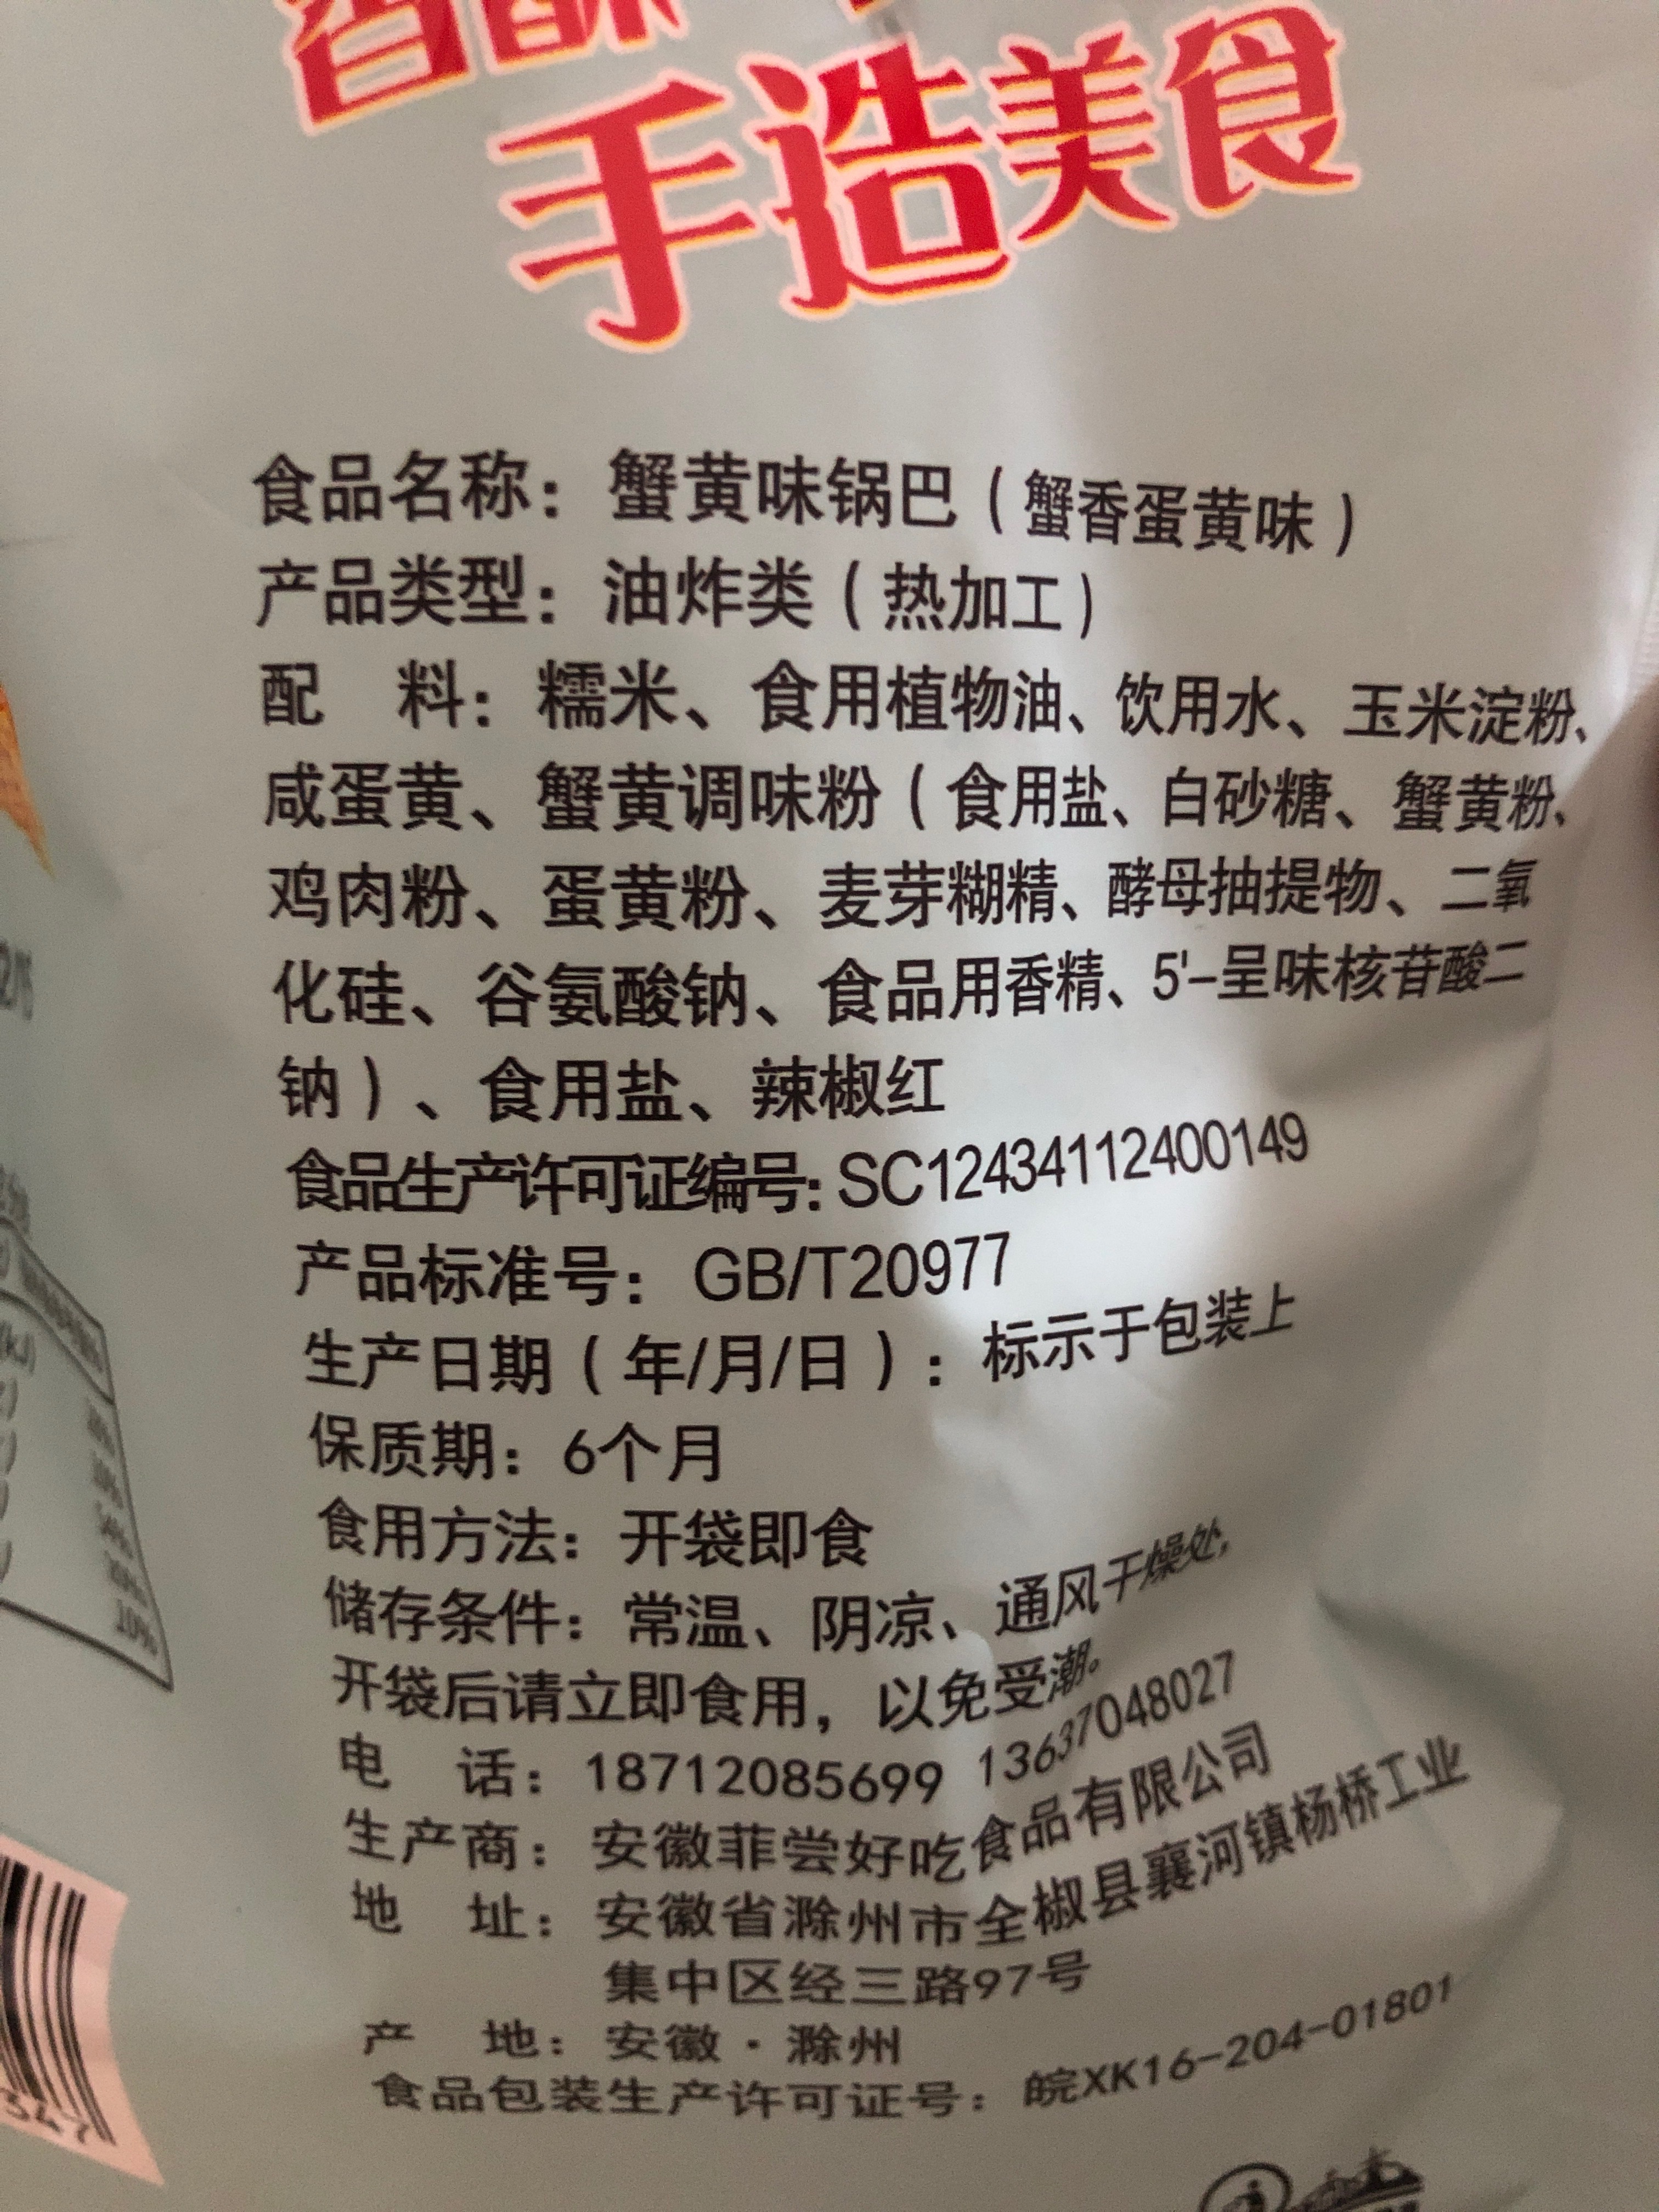 香酥
手造美食
食品名称：蟹黄味锅巴（蟹香蛋黄味）
产品类型：油炸类（热加工）
配 料：糯米、食用植物油、饮用水、玉米淀粉、
咸蛋黄、蟹黄调味粉（食用盐、白砂糖、蟹黄粉、
鸡肉粉、蛋黄粉、麦芽糊精、酵母抽提物、二氧
化硅、谷氨酸钠、食品用香精、5'-呈味核苷酸二
钠）、食用盐、辣椒红
食品生产许可证编号：SC12434112400149
产品标准号：GB/T20977
生产日期（年/月/日）：标示于包装上
保质期：6个月
食用方法：开袋即食
储存条件：常温、阴凉、通风干燥处，
开袋后请立即食用，以免受潮。
电 话：18712085699 13637048027
生产商：安徽菲尝好吃食品有限公司
地 址：安徽省滁州市全椒县襄河镇杨桥工业
集中区经三路97号
产 地：安徽·滁州
食品包装生产许可证号：皖XK16-204-01801
347